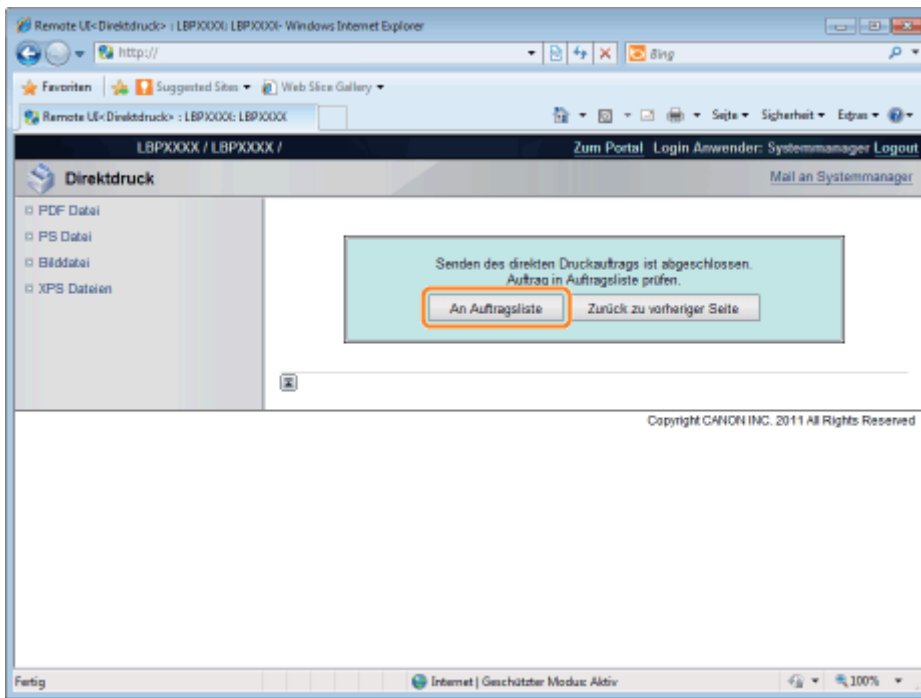 Remote UI<Direktdruck> : LBPXXXX: LBPXXXX- Windows Internet Explorer
http://
Bing
Favoriten Suggested Sites Web Slice Gallery
Remote UI<Direktdruck> : LBPXXXX: LBPXXXX
Seite Sicherheit Extras
LBPXXXX / LBPXXXX /
Zum Portal Login Anwender: Systemmanager Logout
Direktdruck
Mail an Systemmanager
PDF Datei
PS Datei
Bilddatei
XPS Dateien
Senden des direkten Druckauftrags ist abgeschlossen.
Auftrag in Auftragsliste prüfen.
An Auftragsliste Zurück zu vorheriger Seite
Copyright CANON INC. 2011 All Rights Reserved
Fertig Internet | Geschützter Modus: Aktiv 100%